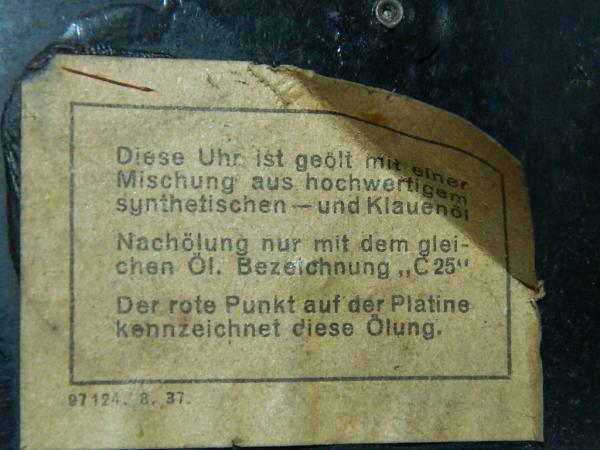 Diese Uhr ist geölt mit einer
Mischung aus hochwertigem
synthetischen — und Klauenöl
Nachölung nur mit dem glei-
chen Öl. Bezeichnung „C25"
Der rote Punkt auf der Platine
kennzeichnet diese Ölung.
97124. 8. 37.